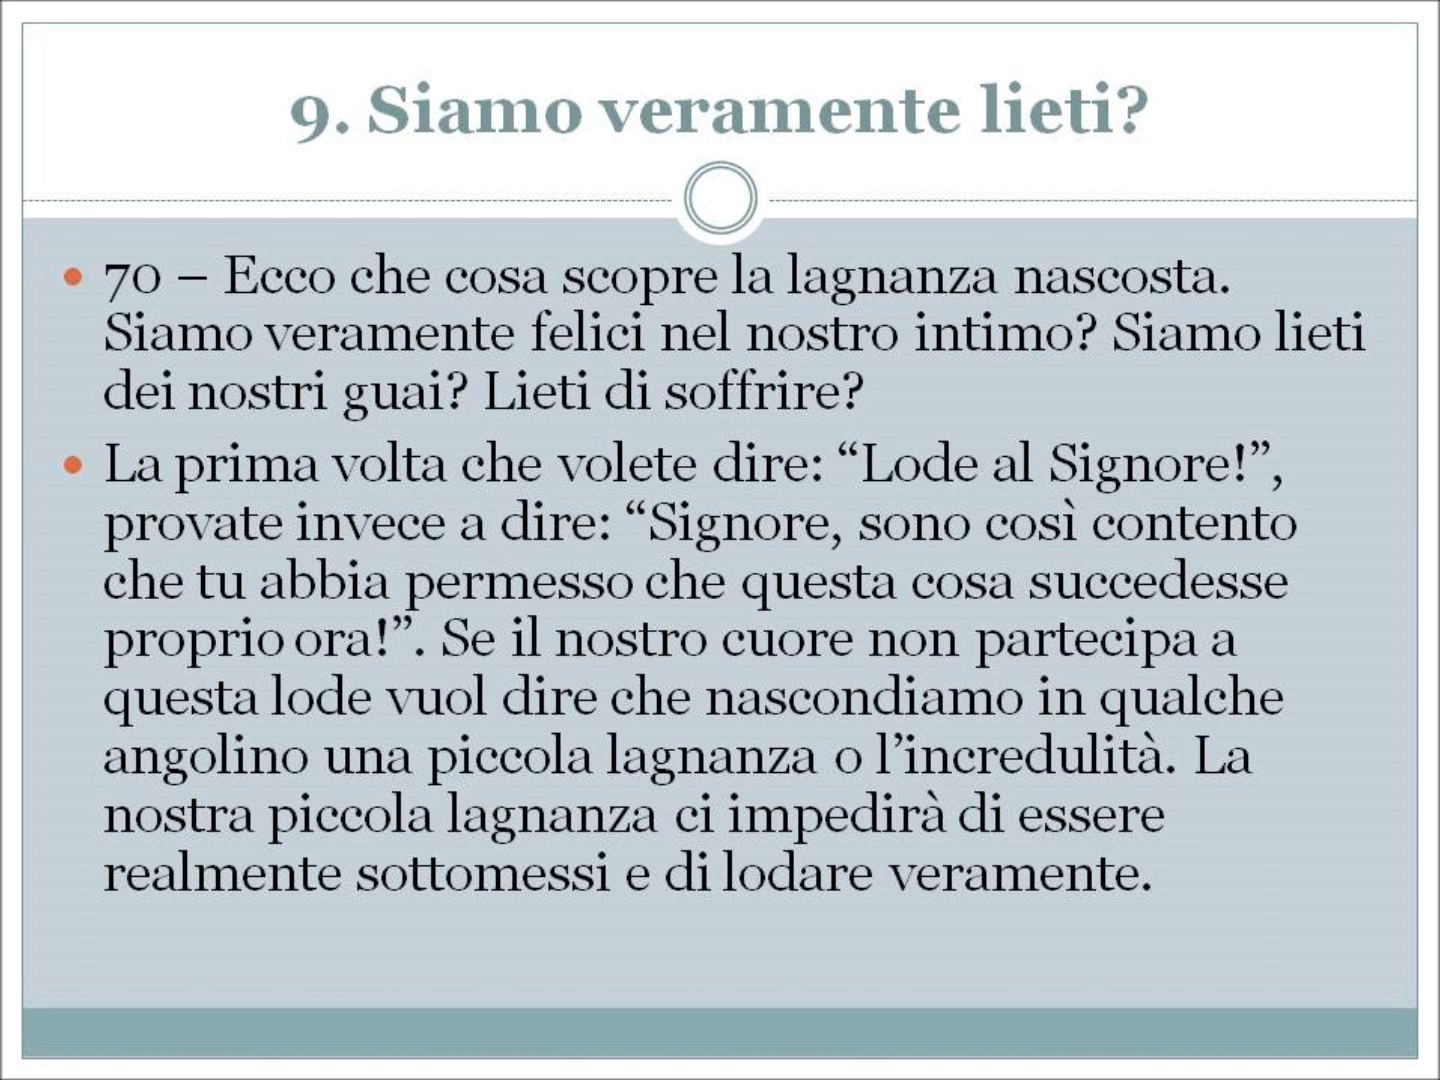 9. Siamo veramente lieti?
• 70 – Ecco che cosa scopre la lagnanza nascosta.
Siamo veramente felici nel nostro intimo? Siamo lieti
dei nostri guai? Lieti di soffrire?
• La prima volta che volete dire: “Lode al Signore!”,
provate invece a dire: “Signore, sono così contento
che tu abbia permesso che questa cosa succedesse
proprio ora!”. Se il nostro cuore non partecipa a
questa lode vuol dire che nascondiamo in qualche
angolino una piccola lagnanza o l’incredulità. La
nostra piccola lagnanza ci impedirà di essere
realmente sottomessi e di lodare veramente.